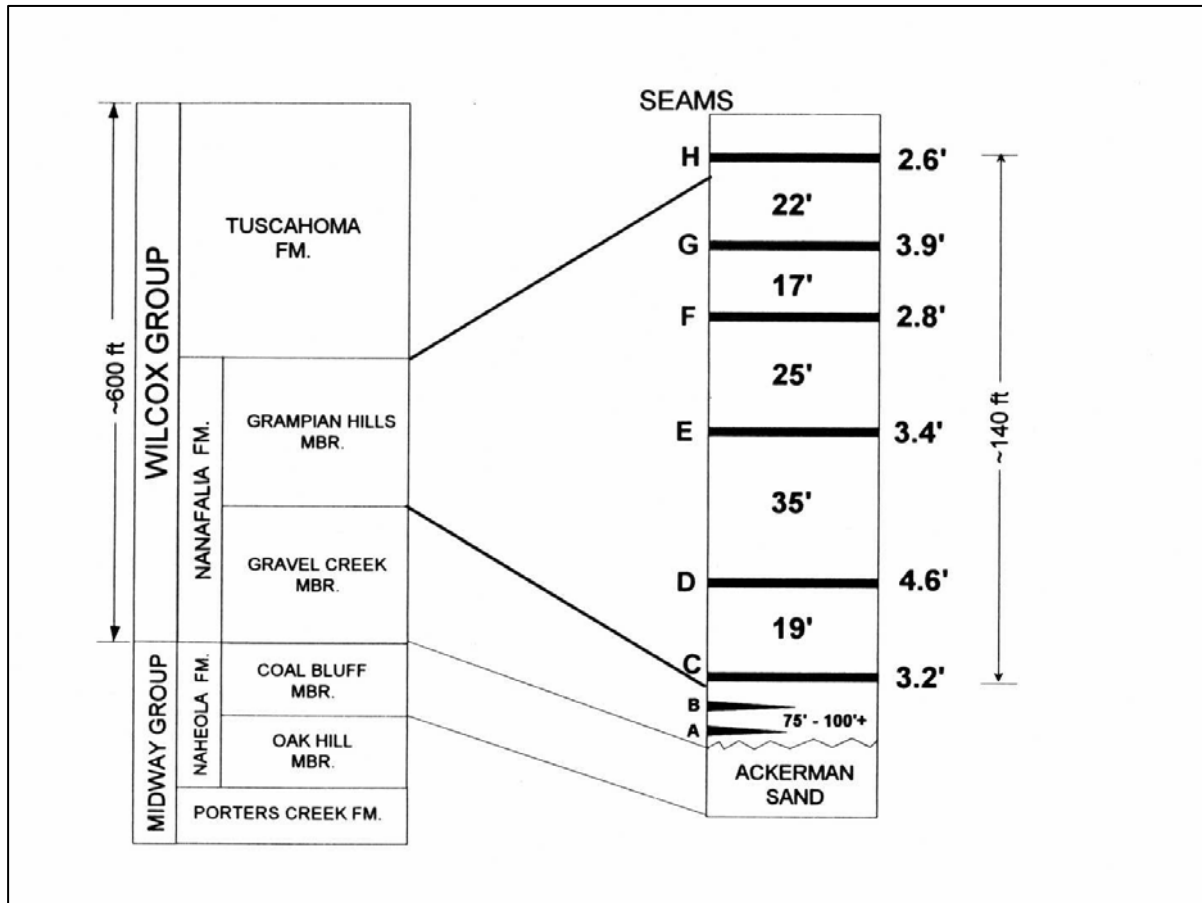 ~600 ft
WILCOX GROUP
MIDWAY GROUP
TUSCAHOMA
FM.
NANAFALIA FM.
GRAMPIAN HILLS
MBR.
GRAVEL CREEK
MBR.
NAHEOLA FM.
COAL BLUFF
MBR.
OAK HILL
MBR.
PORTERS CREEK FM.
SEAMS
H
2.6'
22'
G
3.9'
17'
F
2.8'
25'
E
3.4'
35'
D
4.6'
19'
C
3.2'
B
75' - 100'+
A
ACKERMAN
SAND
~140 ft